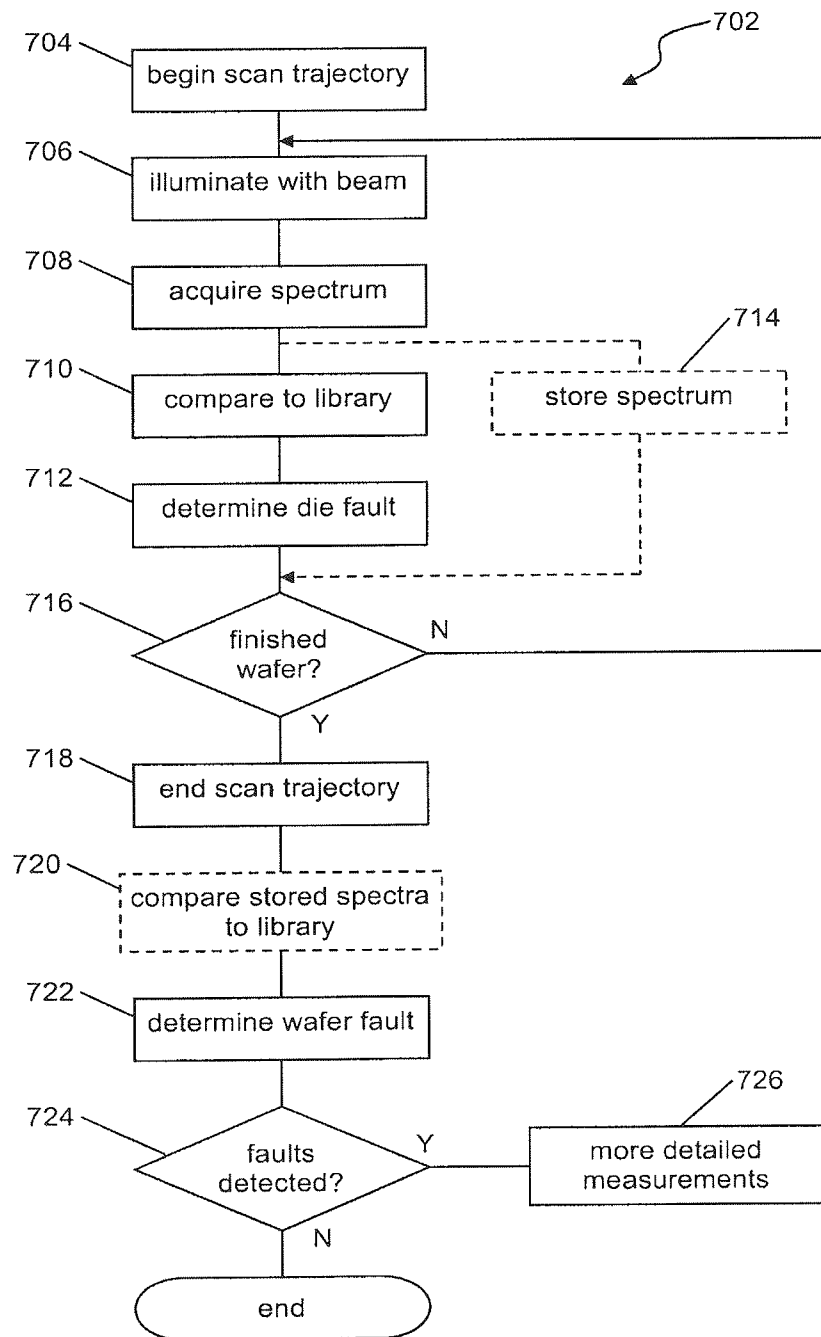 702
704
begin scan trajectory
706
illuminate with beam
708
acquire spectrum
714
710
compare to library
store spectrum
712
determine die fault
716
finished
wafer?
N
Y
718
end scan trajectory
720
compare stored spectra
to library
722
determine wafer fault
726
724
faults
detected?
Y
more detailed
measurements
N
end